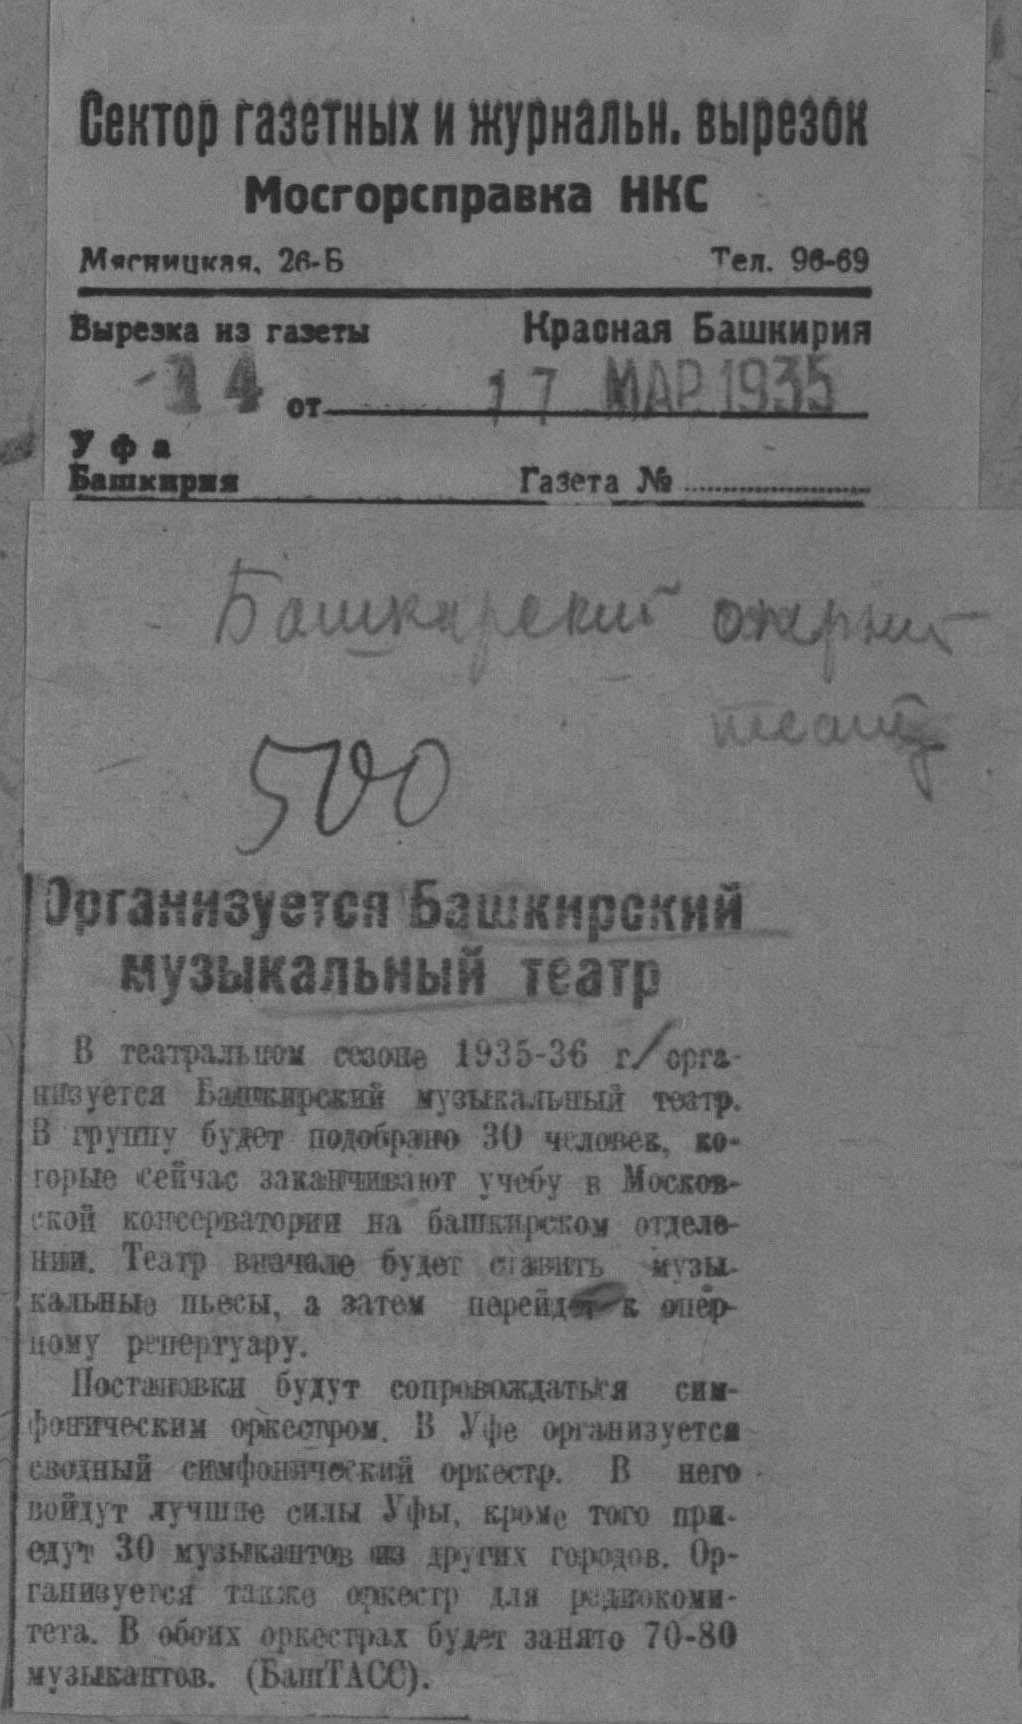 Сектор газетных и журнальн. вырезок
Мосгорсправка НКС
Мясницкая, 26-Б Тел. 96-69
Вырезка из газеты Красная Башкирия
-14 от 17 МАР. 1935
Уфа
Башкирия Газета №
Башкирский оперный
театр
500
Организуется Башкирский
музыкальный театр
В театральном сезоне 1935-36 г. орга-
низуется Башкирский музыкальный театр.
В группу будет подобрано 30 человек, ко-
торые сейчас заканчивают учебу в Москов-
ской консерватории на башкирском отделе-
нии. Театр вначале будет ставить музы-
кальные пьесы, а затем перейдет к опер-
ному репертуару.
Постановки будут сопровождаться сим-
фоническим оркестром. В Уфе организуется
сводный симфонический оркестр. В него
войдут лучшие силы Уфы, кроме того при-
едут 30 музыкантов из других городов. Ор-
ганизуется также оркестр для радиокоми-
тета. В обоих оркестрах будет занято 70-80
музыкантов. (БашТАСС).